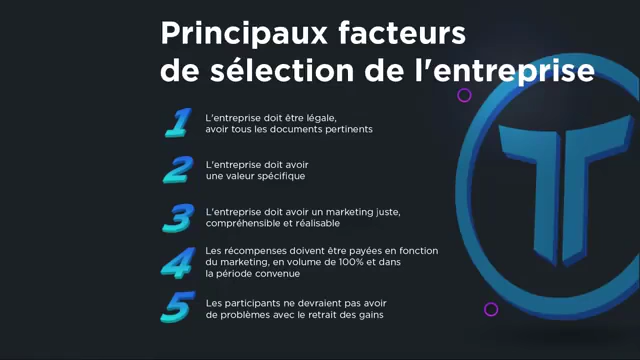 Principaux facteurs
de sélection de l'entreprise
1
L'entreprise doit être légale,
avoir tous les documents pertinents
2
L'entreprise doit avoir
une valeur spécifique
3
L'entreprise doit avoir un marketing juste,
compréhensible et réalisable
4
Les récompenses doivent être payées en fonction
du marketing, en volume de 100% et dans
la période convenue
5
Les participants ne devraient pas avoir
de problèmes avec le retrait des gains